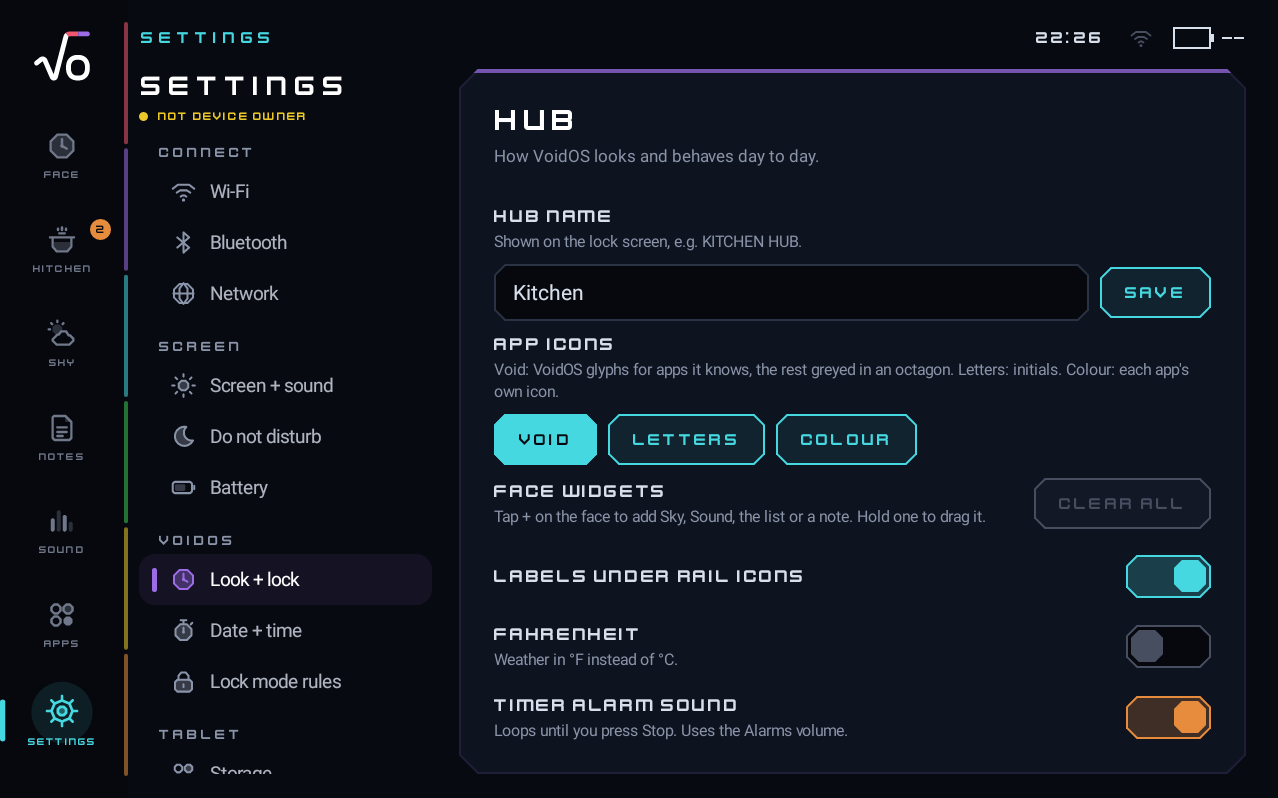 SETTINGS
22:26
--
√o
SETTINGS
NOT DEVICE OWNER
FACE
2
KITCHEN
SKY
NOTES
SOUND
APPS
SETTINGS
CONNECT
Wi-Fi
Bluetooth
Network
SCREEN
Screen + sound
Do not disturb
Battery
VOIDOS
Look + lock
Date + time
Lock mode rules
TABLET
Storage
HUB
How VoidOS looks and behaves day to day.
HUB NAME
Shown on the lock screen, e.g. KITCHEN HUB.
Kitchen
SAVE
APP ICONS
Void: VoidOS glyphs for apps it knows, the rest greyed in an octagon. Letters: initials. Colour: each app's
own icon.
VOID
LETTERS
COLOUR
FACE WIDGETS
Tap + on the face to add Sky, Sound, the list or a note. Hold one to drag it.
CLEAR ALL
LABELS UNDER RAIL ICONS
FAHRENHEIT
Weather in °F instead of °C.
TIMER ALARM SOUND
Loops until you press Stop. Uses the Alarms volume.